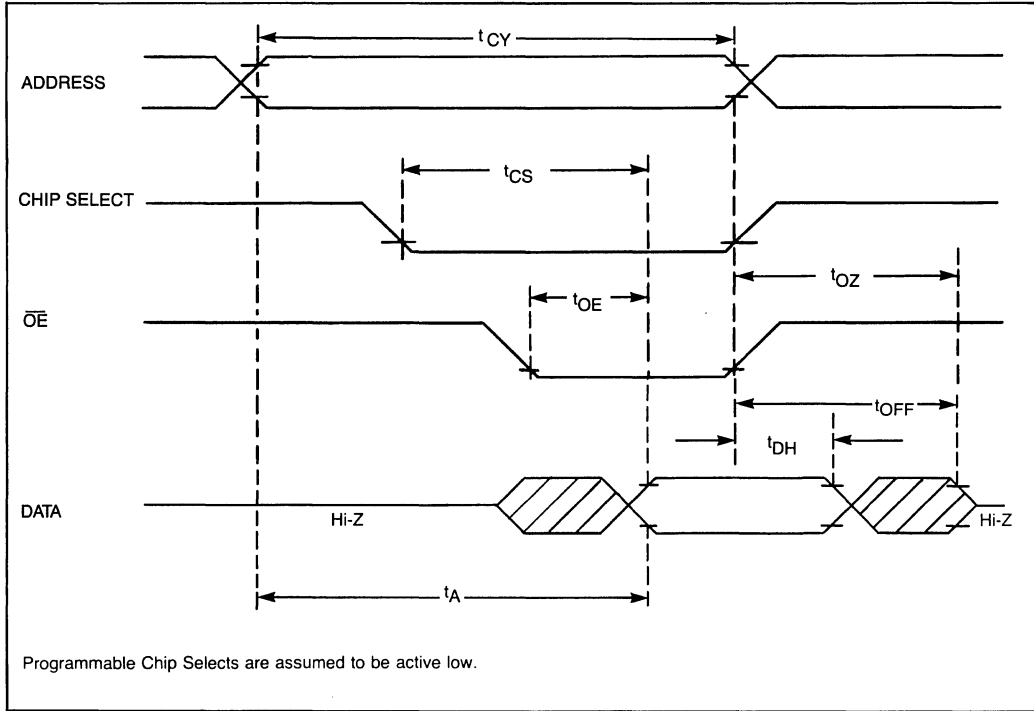 tCY
ADDRESS
tCS
CHIP SELECT
tOZ
tOE
OE
tOFF
tDH
DATA
Hi-Z
Hi-Z
tA
Programmable Chip Selects are assumed to be active low.